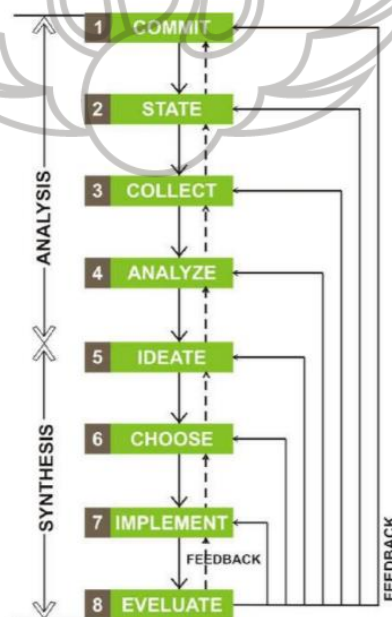 1 COMMIT
2 STATE
3 COLLECT
ANALYSIS
4 ANALYZE
5 IDEATE
6 CHOOSE
SYNTHESIS
7 IMPLEMENT
FEEDBACK
FEEDBACK
8 EVELUATE